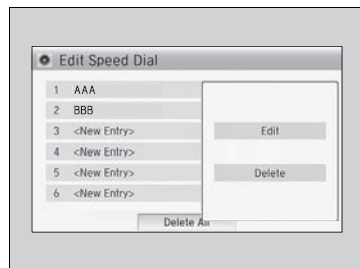 Edit Speed Dial
1 AAA
2 BBB
3 <New Entry>
4 <New Entry>
5 <New Entry>
6 <New Entry>
Edit
Delete
Delete All